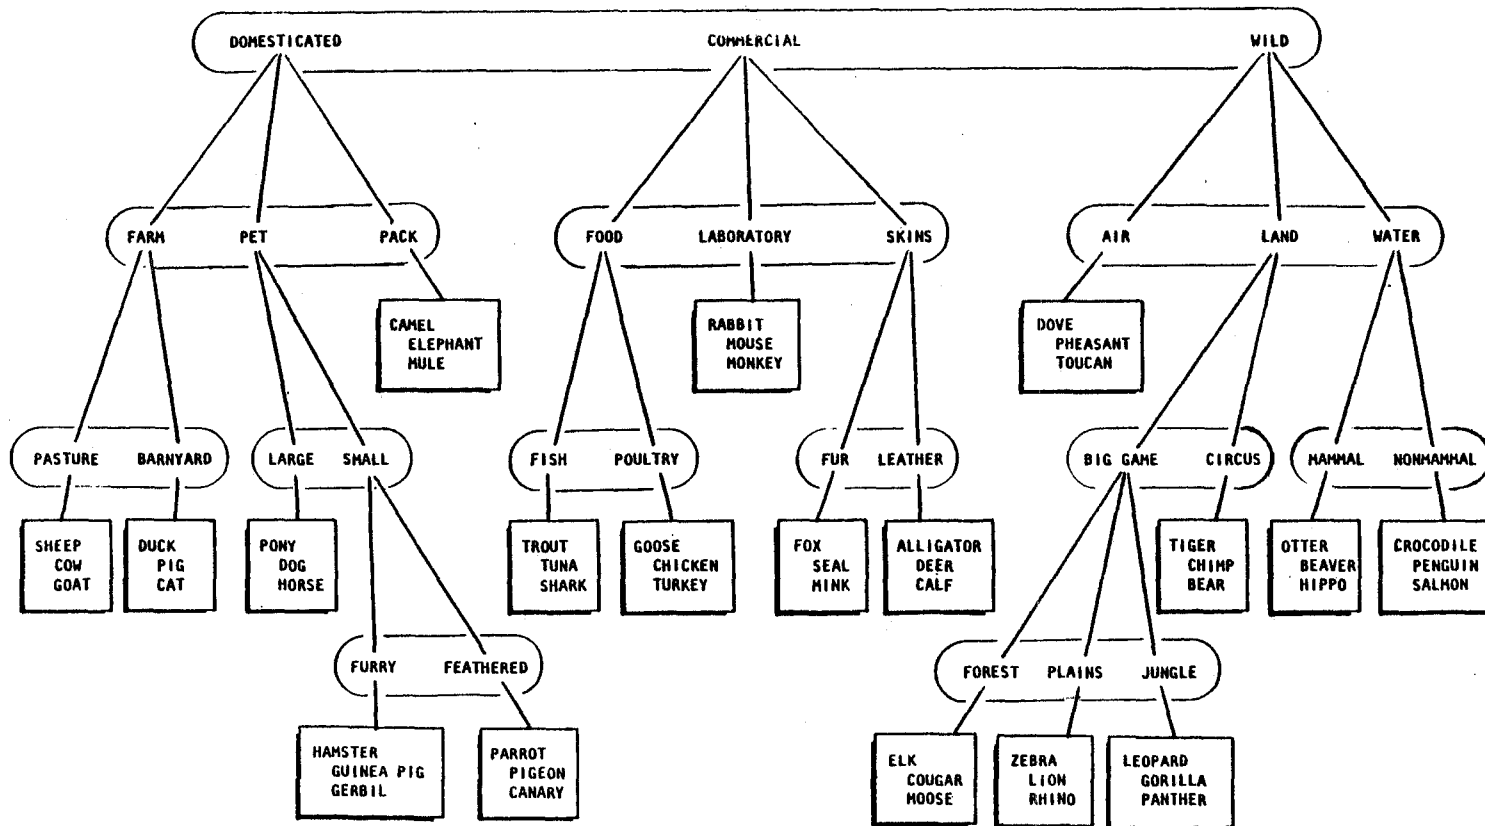 DOMESTICATED COMMERCIAL WILD
FARM PET PACK FOOD LABORATORY SKINS AIR LAND WATER
CAMEL
ELEPHANT
MULE
RABBIT
MOUSE
MONKEY
DOVE
PHEASANT
TOUCAN
PASTURE BARNYARD LARGE SMALL FISH POULTRY FUR LEATHER BIG GAME CIRCUS MAMMAL NONMAMMAL
SHEEP
COW
GOAT
DUCK
PIG
CAT
PONY
DOG
HORSE
TROUT
TUNA
SHARK
GOOSE
CHICKEN
TURKEY
FOX
SEAL
MINK
ALLIGATOR
DEER
CALF
TIGER
CHIMP
BEAR
OTTER
BEAVER
HIPPO
CROCODILE
PENGUIN
SALMON
FURRY FEATHERED FOREST PLAINS JUNGLE
HAMSTER
GUINEA PIG
GERBIL
PARROT
PIGEON
CANARY
ELK
COUGAR
MOOSE
ZEBRA
LION
RHINO
LEOPARD
GORILLA
PANTHER